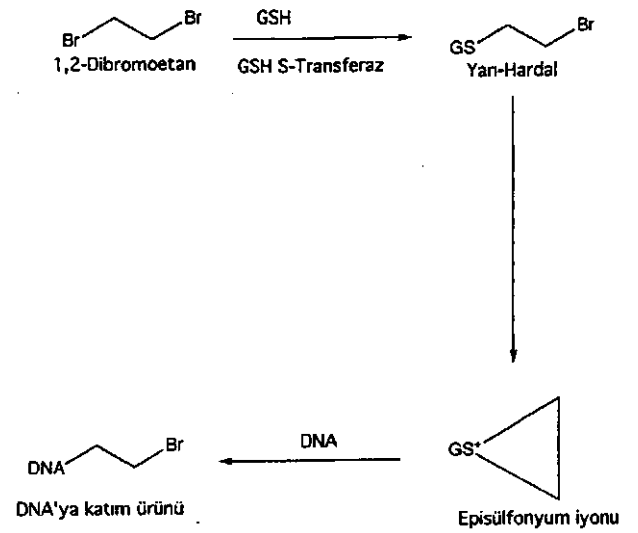 Br
Br
1,2-Dibromoetan
GSH
GSH S-Transferaz
GS
Br
Yarı-Hardal
DNA
Br
DNA'ya katım ürünü
DNA
GS+
Episülfonyum iyonu